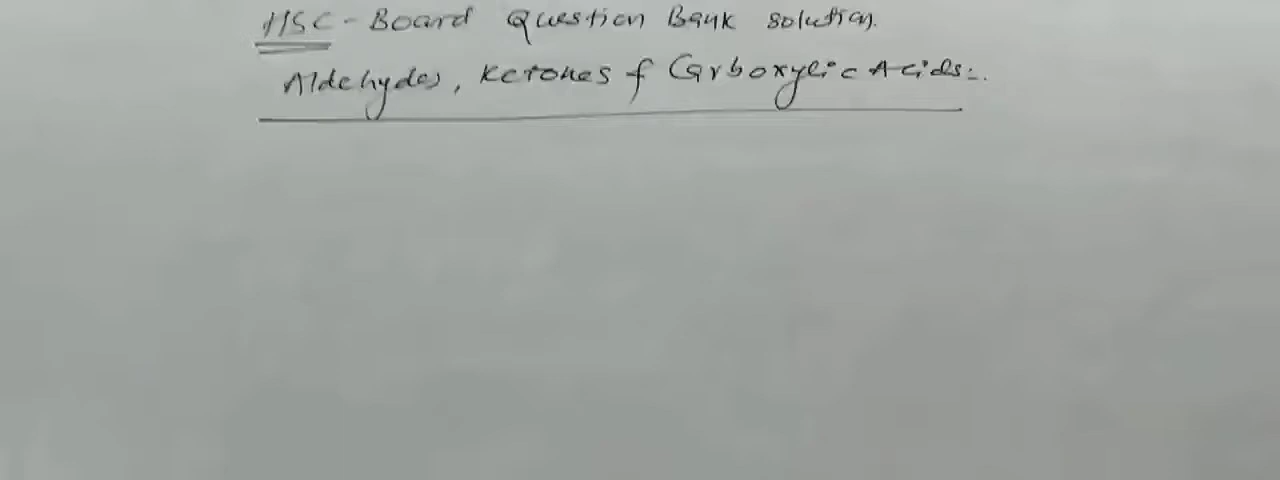 HSC - Board Question Bank solution.
Aldehydes, Ketones & Carboxylic Acids:-